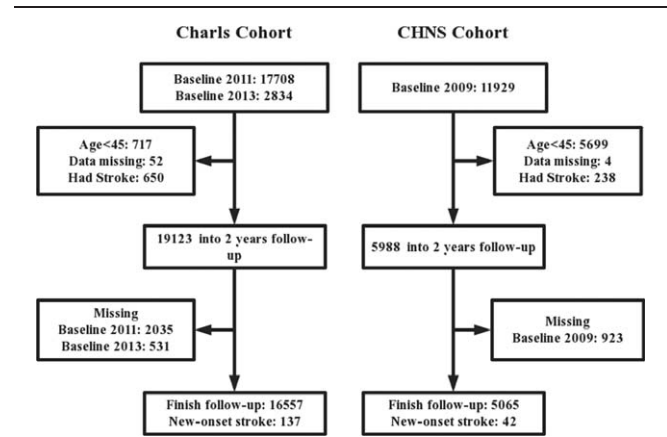 Charls Cohort
Baseline 2011: 17708
Baseline 2013: 2834
Age<45: 717
Data missing: 52
Had Stroke: 650
19123 into 2 years follow-
up
Missing
Baseline 2011: 2035
Baseline 2013: 531
Finish follow-up: 16557
New-onset stroke: 137
CHNS Cohort
Baseline 2009: 11929
Age<45: 5699
Data missing: 4
Had Stroke: 238
5988 into 2 years follow-up
Missing
Baseline 2009: 923
Finish follow-up: 5065
New-onset stroke: 42